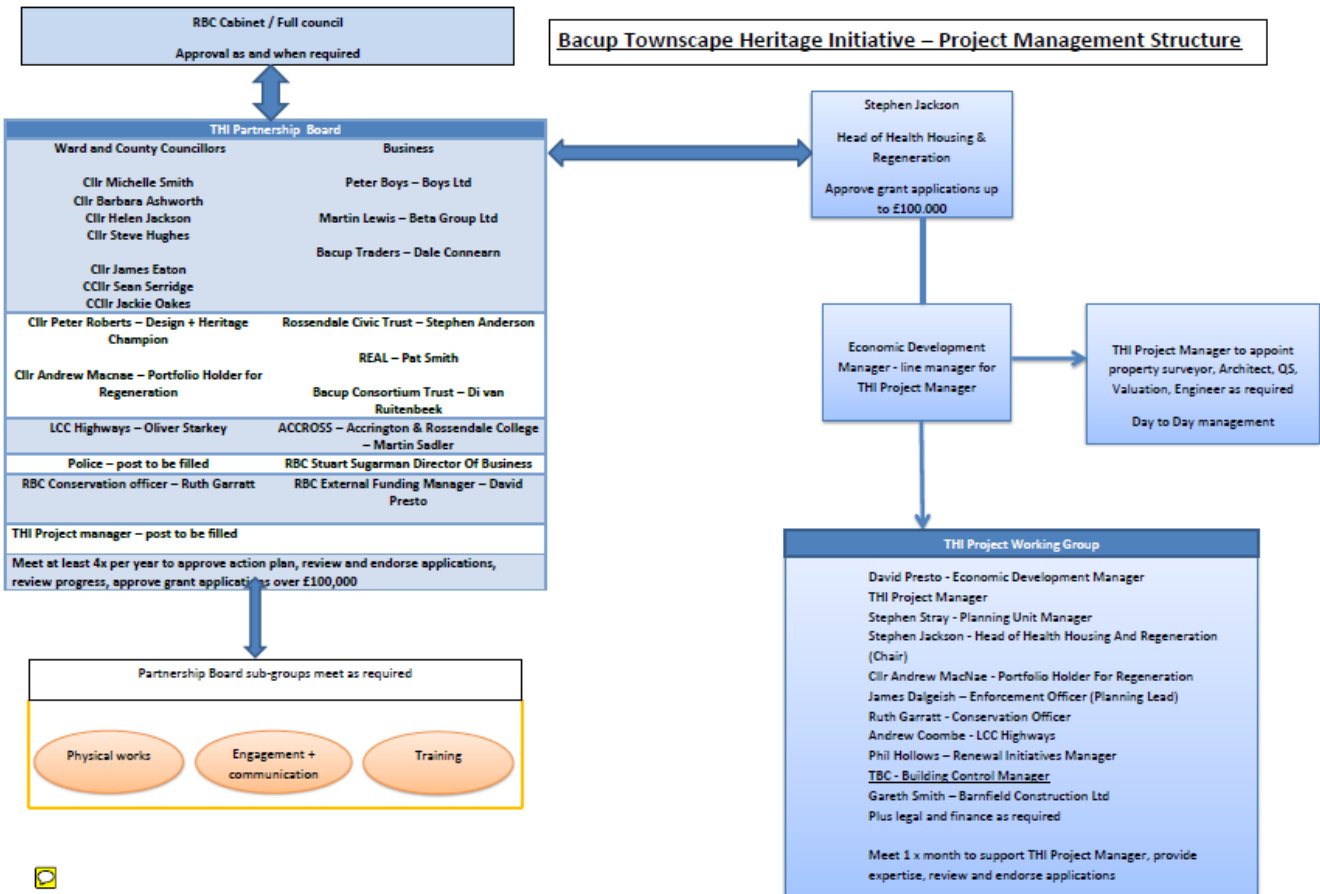 RBC Cabinet / Full council
Approval as and when required
Bacup Townscape Heritage Initiative – Project Management Structure
THI Partnership Board
Ward and County Councillors
Cllr Michelle Smith
Cllr Barbara Ashworth
Cllr Helen Jackson
Cllr Steve Hughes
Cllr James Eaton
CCllr Sean Serridge
CCllr Jackie Oakes
Business
Peter Boys – Boys Ltd
Martin Lewis – Beta Group Ltd
Bacup Traders – Dale Connearn
Cllr Peter Roberts – Design + Heritage
Champion
Cllr Andrew Macnae – Portfolio Holder for
Regeneration
Rossendale Civic Trust – Stephen Anderson
REAL – Pat Smith
Bacup Consortium Trust – Di van
Ruitenbeek
LCC Highways – Oliver Starkey
ACCROSS – Accrington & Rossendale College
– Martin Sadler
Police – post to be filled
RBC Stuart Sugarman Director Of Business
RBC Conservation officer – Ruth Garratt
RBC External Funding Manager – David
Presto
THI Project manager – post to be filled
Meet at least 4x per year to approve action plan, review and endorse applications,
review progress, approve grant applications over £100,000
Partnership Board sub-groups meet as required
Physical works
Engagement +
communication
Training
Stephen Jackson
Head of Health Housing &
Regeneration
Approve grant applications up
to £100.000
Economic Development
Manager - line manager for
THI Project Manager
THI Project Manager to appoint
property surveyor, Architect, QS,
Valuation, Engineer as required
Day to Day management
THI Project Working Group
David Presto - Economic Development Manager
THI Project Manager
Stephen Stray - Planning Unit Manager
Stephen Jackson - Head of Health Housing And Regeneration
(Chair)
Cllr Andrew MacNae - Portfolio Holder For Regeneration
James Dalgeish – Enforcement Officer (Planning Lead)
Ruth Garratt - Conservation Officer
Andrew Coombe - LCC Highways
Phil Hollows – Renewal Initiatives Manager
TBC - Building Control Manager
Gareth Smith – Barnfield Construction Ltd
Plus legal and finance as required
Meet 1 x month to support THI Project Manager, provide
expertise, review and endorse applications